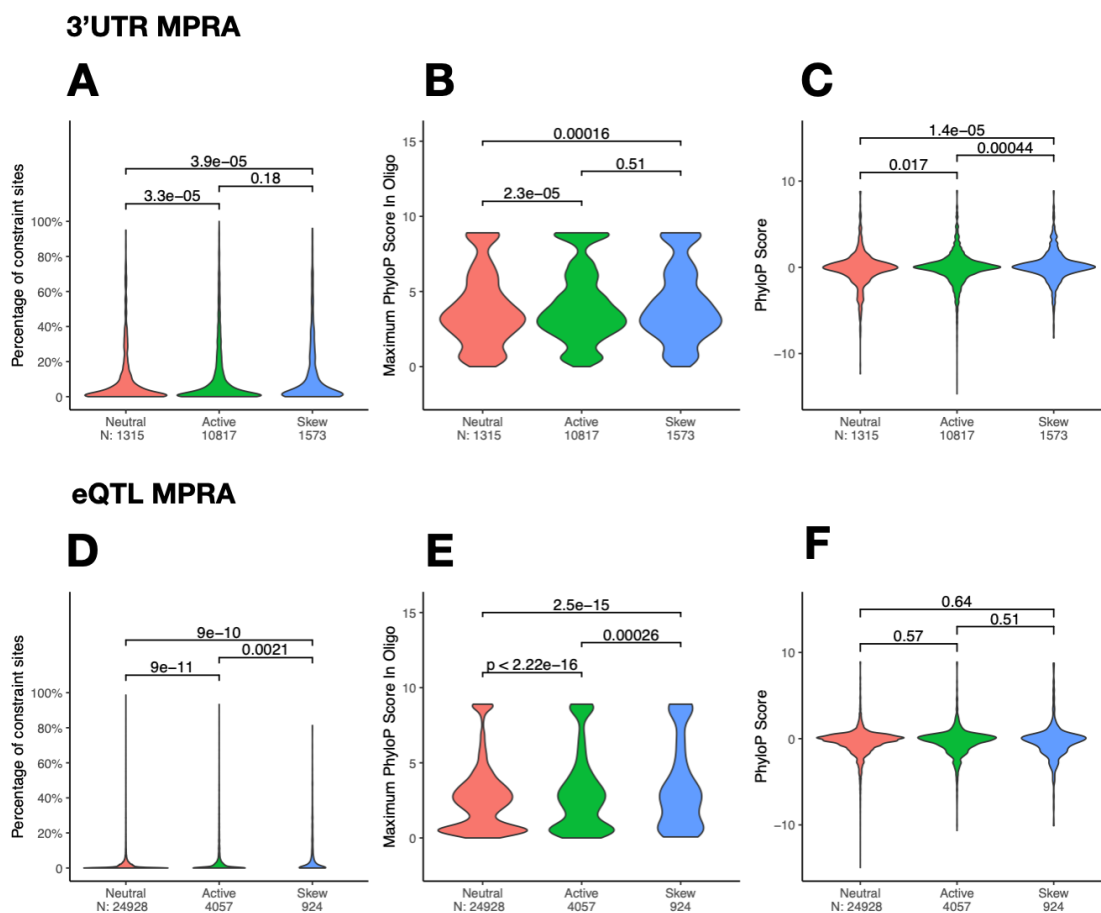 3'UTR MPRA
A
B
C
Percentage of constraint sites
100%
80%
60%
40%
20%
0
3.9e−05
0.18
3.3e−05
Neutral Active Skew
N: 1315 10817 1573
Maximum PhyloP Score In Oligo
15
10
5
0
0.00016
0.51
2.3e−05
Neutral Active Skew
N: 1315 10817 1573
PhyloP Score
10
0
−10
1.4e−05
0.00044
0.017
Neutral Active Skew
N: 1315 10817 1573
eQTL MPRA
D
E
F
Percentage of constraint sites
100%
80%
60%
40%
20%
0
9e−10
0.0021
9e−11
Neutral Active Skew
N: 24928 4057 924
Maximum PhyloP Score In Oligo
15
10
5
0
2.5e−15
0.00026
p < 2.22e−16
Neutral Active Skew
N: 24928 4057 924
PhyloP Score
10
0
−10
0.64
0.51
0.57
Neutral Active Skew
N: 24928 4057 924